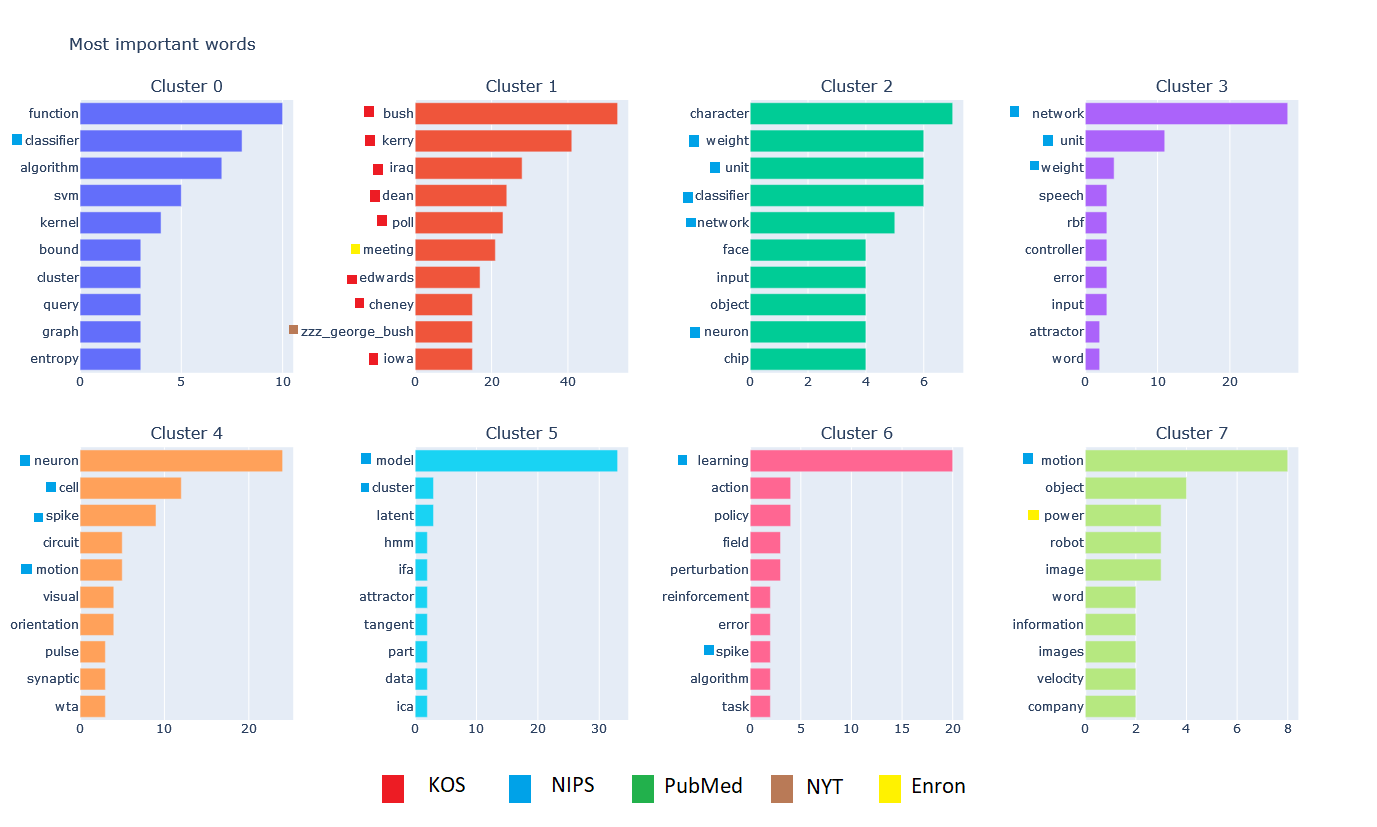 Most important words
Cluster 0
function
classifier
algorithm
svm
kernel
bound
cluster
query
graph
entropy
0 5 10
Cluster 1
bush
kerry
iraq
dean
poll
meeting
edwards
cheney
zzz_george_bush
iowa
0 20 40
Cluster 2
character
weight
unit
classifier
network
face
input
object
neuron
chip
0 2 4 6
Cluster 3
network
unit
weight
speech
rbf
controller
error
input
attractor
word
0 10 20
Cluster 4
neuron
cell
spike
circuit
motion
visual
orientation
pulse
synaptic
wta
0 10 20
Cluster 5
model
cluster
latent
hmm
ifa
attractor
tangent
part
data
ica
0 10 20 30
Cluster 6
learning
action
policy
field
perturbation
reinforcement
error
spike
algorithm
task
0 5 10 15 20
Cluster 7
motion
object
power
robot
image
word
information
images
velocity
company
0 2 4 6 8
KOS NIPS PubMed NYT Enron